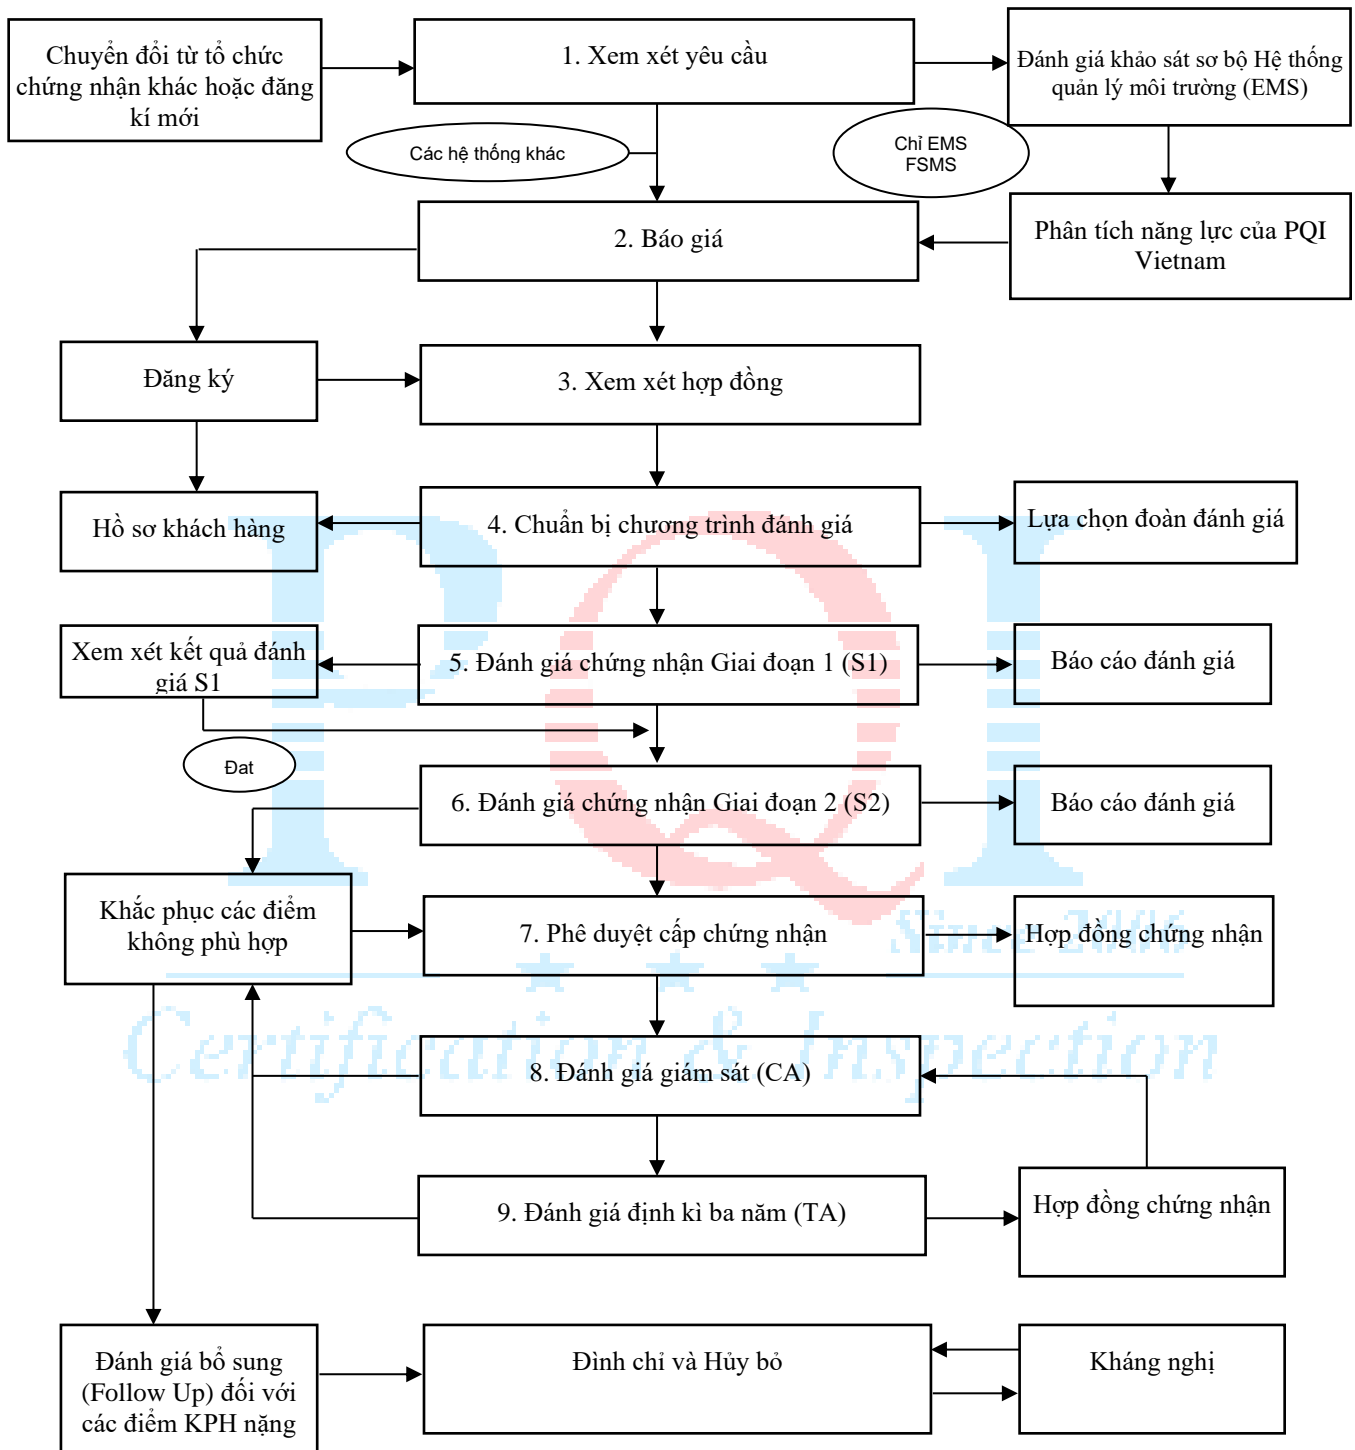 Chuyển đổi từ tổ chức
chứng nhận khác hoặc đăng
kí mới
1. Xem xét yêu cầu
Đánh giá khảo sát sơ bộ Hệ thống
quản lý môi trường (EMS)
Các hệ thống khác
Chỉ EMS
FSMS
2. Báo giá
Phân tích năng lực của PQI
Vietnam
Đăng ký
3. Xem xét hợp đồng
Hồ sơ khách hàng
4. Chuẩn bị chương trình đánh giá
Lựa chọn đoàn đánh giá
Xem xét kết quả đánh
giá S1
5. Đánh giá chứng nhận Giai đoạn 1 (S1)
Báo cáo đánh giá
Đat
6. Đánh giá chứng nhận Giai đoạn 2 (S2)
Báo cáo đánh giá
Khắc phục các điểm
không phù hợp
7. Phê duyệt cấp chứng nhận
Hợp đồng chứng nhận
8. Đánh giá giám sát (CA)
9. Đánh giá định kì ba năm (TA)
Hợp đồng chứng nhận
Đánh giá bổ sung
(Follow Up) đối với
các điểm KPH nặng
Đình chỉ và Hủy bỏ
Kháng nghị
PQI
Since 2006
Certification & Inspection